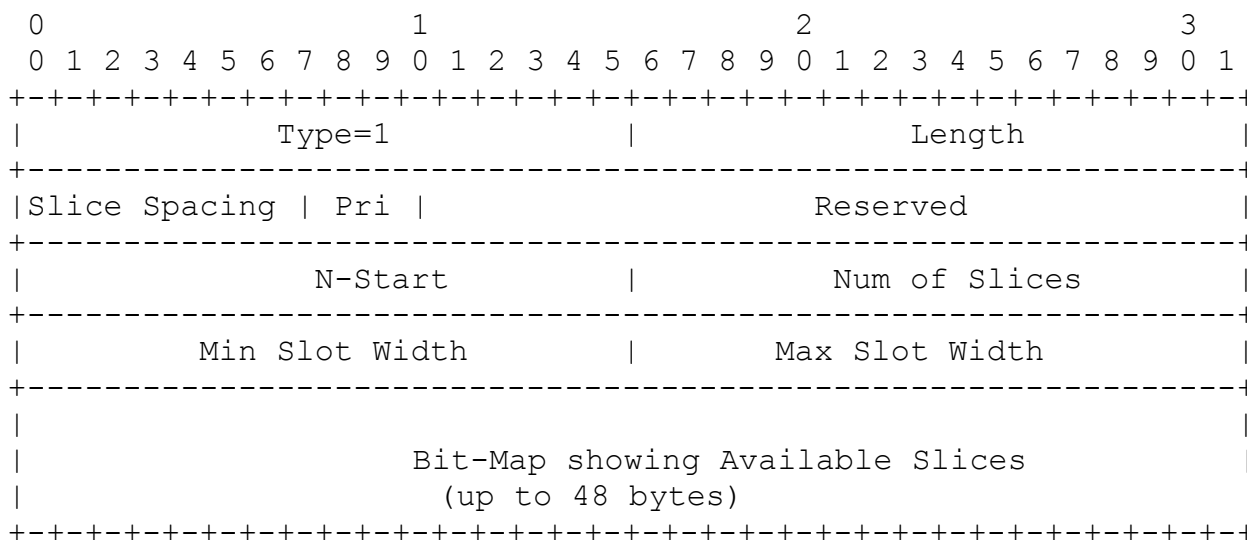 0                   1                   2                   3
0 1 2 3 4 5 6 7 8 9 0 1 2 3 4 5 6 7 8 9 0 1 2 3 4 5 6 7 8 9 0 1
+-+-+-+-+-+-+-+-+-+-+-+-+-+-+-+-+-+-+-+-+-+-+-+-+-+-+-+-+-+-+-+-+
|             Type=1            |              Length           |
+---------------------------------------------------------------+
|Slice Spacing | Pri |                    Reserved              |
+---------------------------------------------------------------+
|               N-Start         |          Num of Slices        |
+---------------------------------------------------------------+
|         Min Slot Width        |       Max Slot Width          |
+---------------------------------------------------------------+
|                                                               |
|                    Bit-Map showing Available Slices           |
|                      (up to 48 bytes)
+-+-+-+-+-+-+-+-+-+-+-+-+-+-+-+-+-+-+-+-+-+-+-+-+-+-+-+-+-+-+-+-+